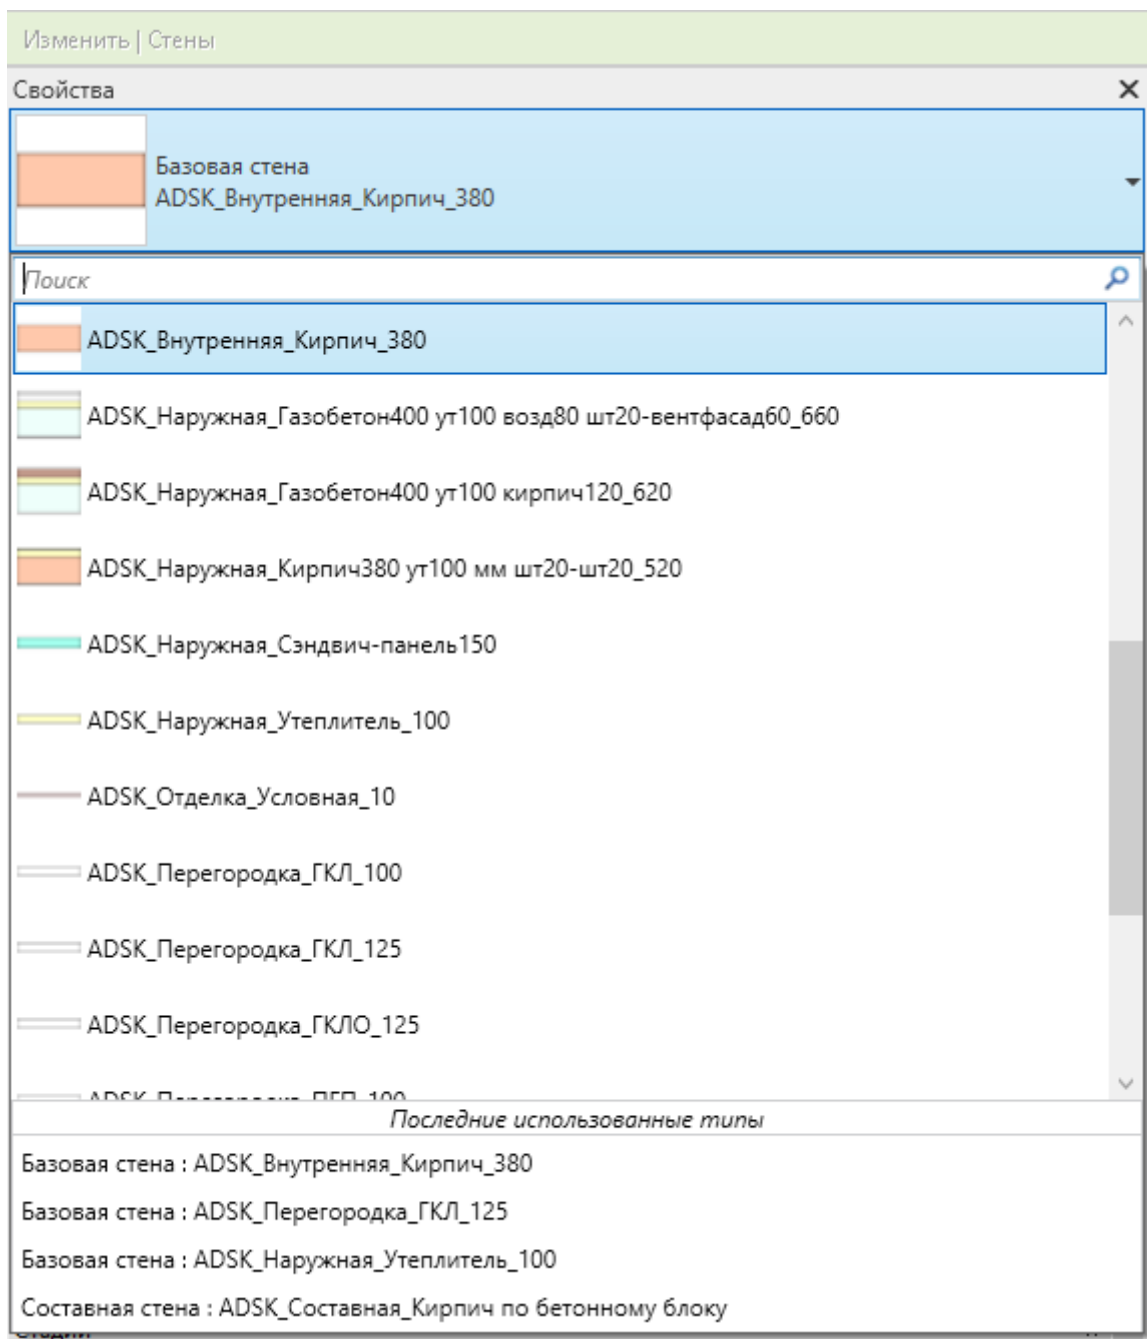 Изменить | Стены
Свойства
Базовая стена
ADSK_Внутренняя_Кирпич_380
Поиск
ADSK_Внутренняя_Кирпич_380
ADSK_Наружная_Газобетон400 ут100 возд80 шт20-вентфасад60_660
ADSK_Наружная_Газобетон400 ут100 кирпич120_620
ADSK_Наружная_Кирпич380 ут100 мм шт20-шт20_520
ADSK_Наружная_Сэндвич-панель150
ADSK_Наружная_Утеплитель_100
ADSK_Отделка_Условная_10
ADSK_Перегородка_ГКЛ_100
ADSK_Перегородка_ГКЛ_125
ADSK_Перегородка_ГКЛО_125
ADSK_Перегородка_ПГП_100
Последние использованные типы
Базовая стена : ADSK_Внутренняя_Кирпич_380
Базовая стена : ADSK_Перегородка_ГКЛ_125
Базовая стена : ADSK_Наружная_Утеплитель_100
Составная стена : ADSK_Составная_Кирпич по бетонному блоку